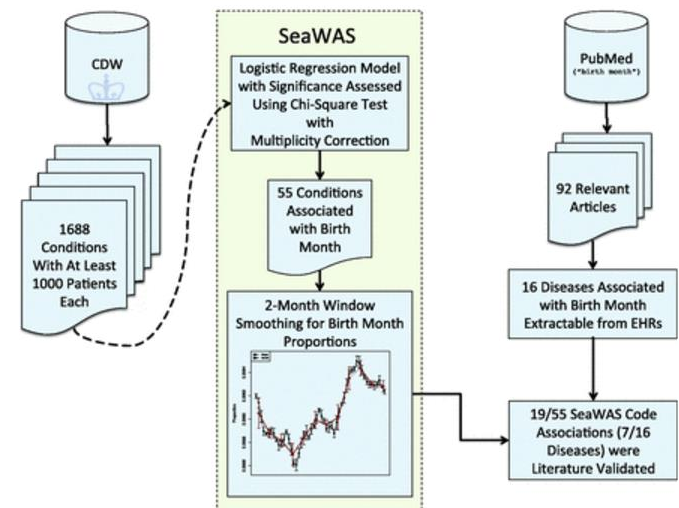 CDW
1688
Conditions
With At Least
1000 Patients
Each
SeaWAS
Logistic Regression Model
with Significance Assessed
Using Chi-Square Test
with
Multiplicity Correction
55 Conditions
Associated
with Birth
Month
2-Month Window
Smoothing for Birth Month
Proportions
PubMed
("birth month")
92 Relevant
Articles
16 Diseases Associated
with Birth Month
Extractable from EHRs
19/55 SeaWAS Code
Associations (7/16
Diseases) were
Literature Validated